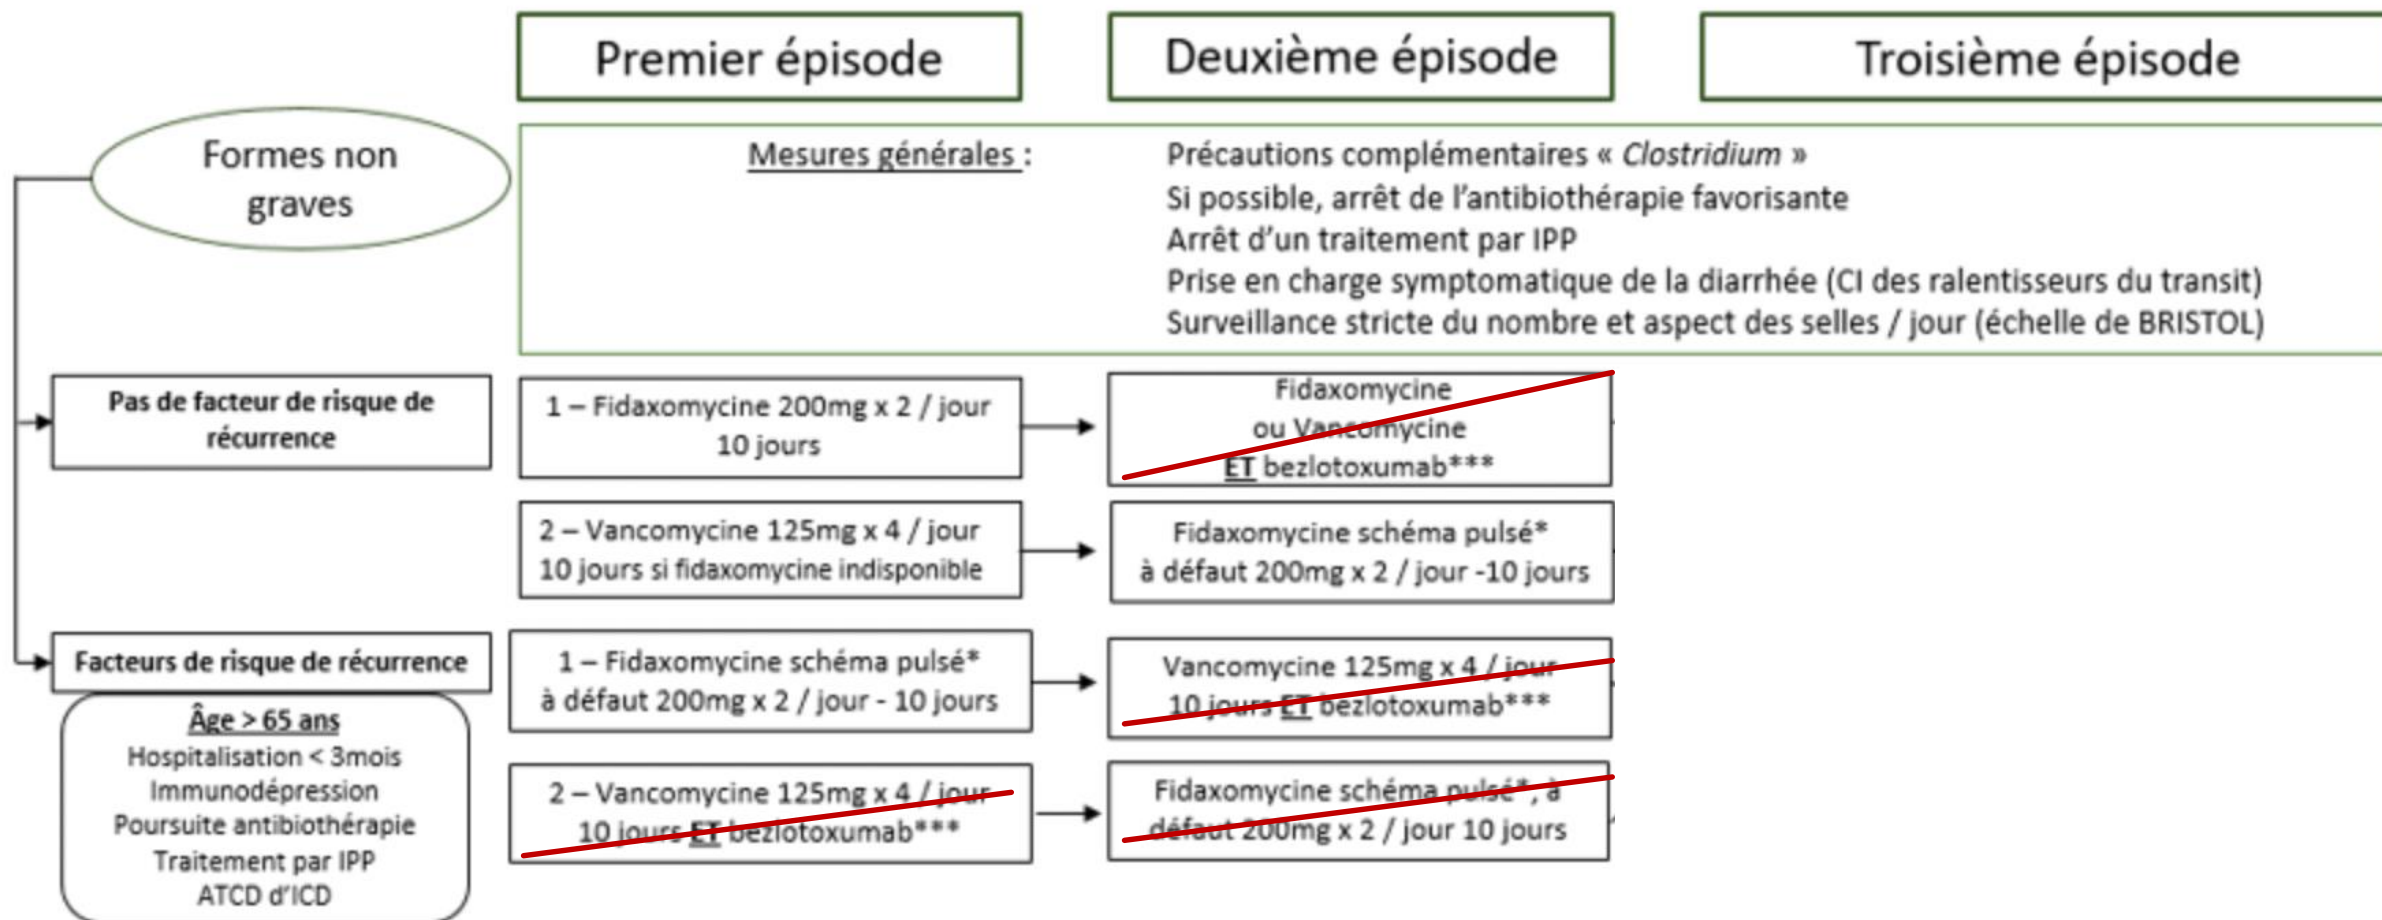 Premier épisode
Deuxième épisode
Troisième épisode
Formes non
graves
Mesures générales :
Précautions complémentaires « Clostridium »
Si possible, arrêt de l'antibiothérapie favorisante
Arrêt d'un traitement par IPP
Prise en charge symptomatique de la diarrhée (CI des ralentisseurs du transit)
Surveillance stricte du nombre et aspect des selles / jour (échelle de BRISTOL)
Pas de facteur de risque de
récurrence
1 – Fidaxomycine 200mg x 2 / jour
10 jours
Fidaxomycine
ou Vancomycine
ET bezlotoxumab***
2 – Vancomycine 125mg x 4 / jour
10 jours si fidaxomycine indisponible
Fidaxomycine schéma pulsé*
à défaut 200mg x 2 / jour -10 jours
Facteurs de risque de récurrence
1 – Fidaxomycine schéma pulsé*
à défaut 200mg x 2 / jour - 10 jours
Vancomycine 125mg x 4 / jour
10 jours ET bezlotoxumab***
Âge > 65 ans
Hospitalisation < 3mois
Immunodépression
Poursuite antibiothérapie
Traitement par IPP
ATCD d'ICD
2 – Vancomycine 125mg x 4 / jour
10 jours ET bezlotoxumab***
Fidaxomycine schéma pulsé*, à
défaut 200mg x 2 / jour 10 jours